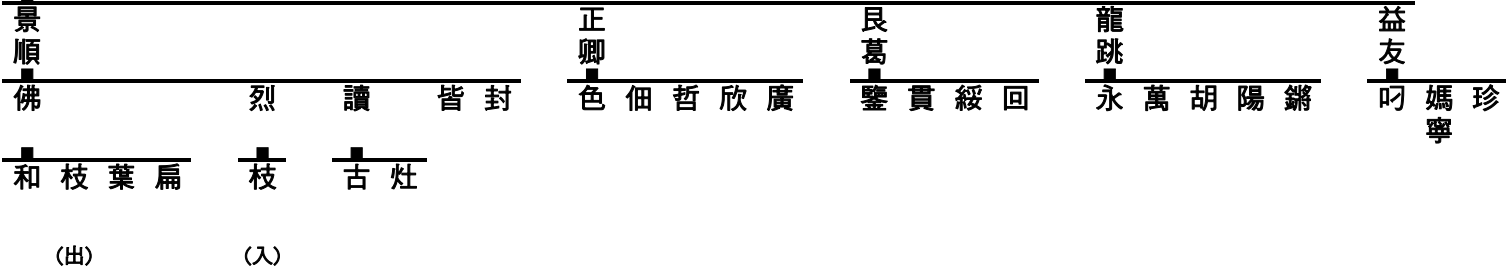 景順 正卿 艮葛 龍跳 益友
佛 烈 讀 皆 封 色 佃 哲 欣 廣 鑒 貫 綏 回 永 萬 胡 陽 鏘 叼 媽寧 珍
和 枝 葉 扁 枝 古 灶
（出） （入）